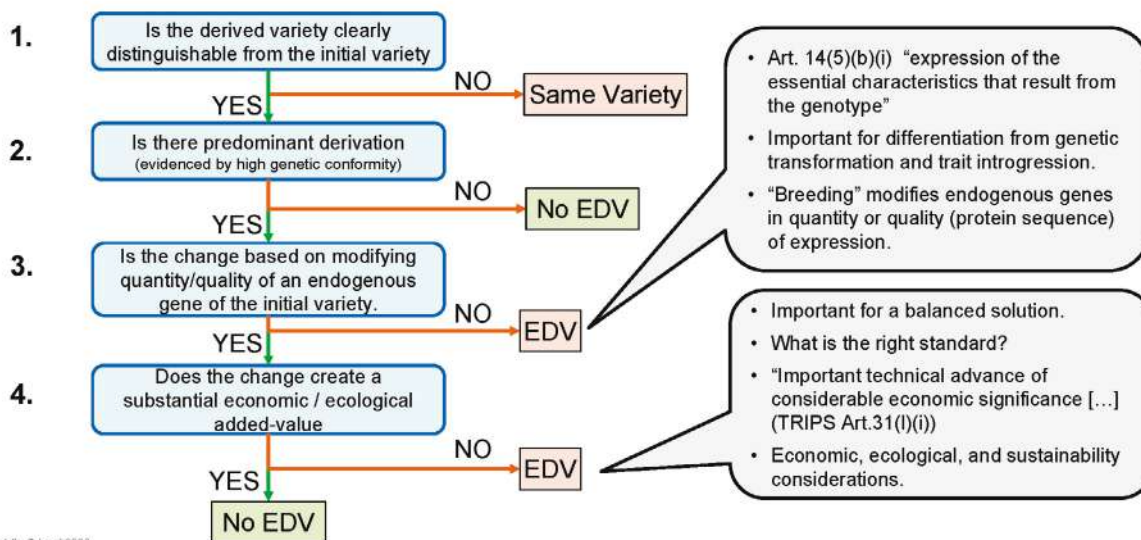 1.
Is the derived variety clearly
distinguishable from the initial variety
NO
Same Variety
YES
2.
Is there predominant derivation
(evidenced by high genetic conformity)
NO
No EDV
YES
3.
Is the change based on modifying
quantity/quality of an endogenous
gene of the initial variety.
NO
EDV
YES
4.
Does the change create a
substantial economic / ecological
added-value
NO
EDV
YES
No EDV
• Art. 14(5)(b)(i) “expression of the
essential characteristics that result from
the genotype”
• Important for differentiation from genetic
transformation and trait introgression.
• “Breeding” modifies endogenous genes
in quantity or quality (protein sequence)
of expression.
• Important for a balanced solution.
• What is the right standard?
• “Important technical advance of
considerable economic significance […]
(TRIPS Art.31(l)(i))
• Economic, ecological, and sustainability
considerations.